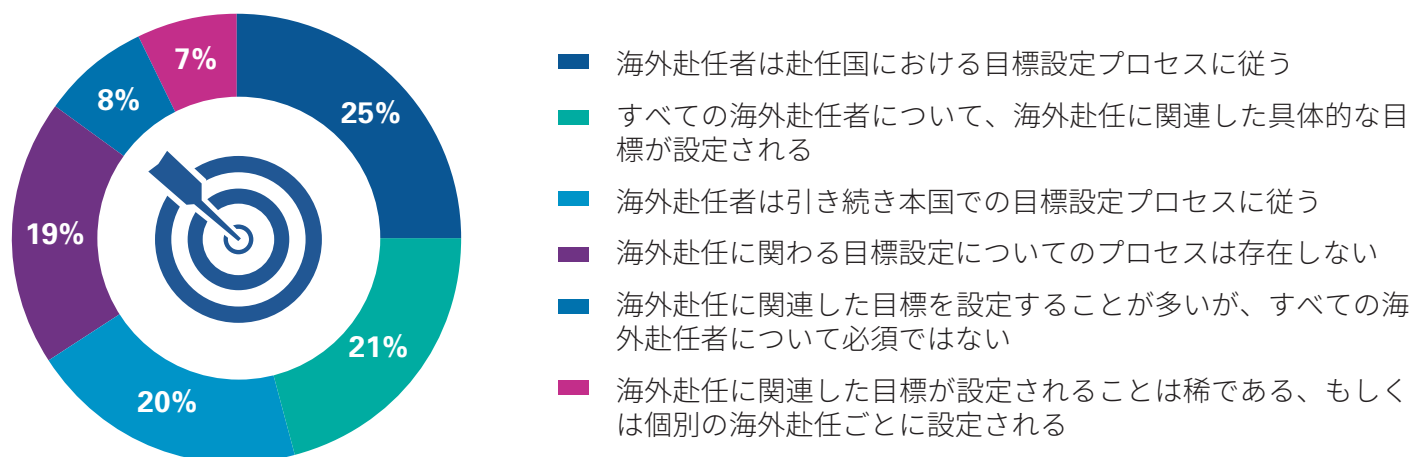 7%
8%
25%
19%
21%
20%
海外赴任者は赴任国における目標設定プロセスに従う
すべての海外赴任者について、海外赴任に関連した具体的な目
標が設定される
海外赴任者は引き続き本国での目標設定プロセスに従う
海外赴任に関わる目標設定についてのプロセスは存在しない
海外赴任に関連した目標を設定することが多いが、すべての海
外赴任者について必須ではない
海外赴任に関連した目標が設定されることは稀である、もしく
は個別の海外赴任ごとに設定される